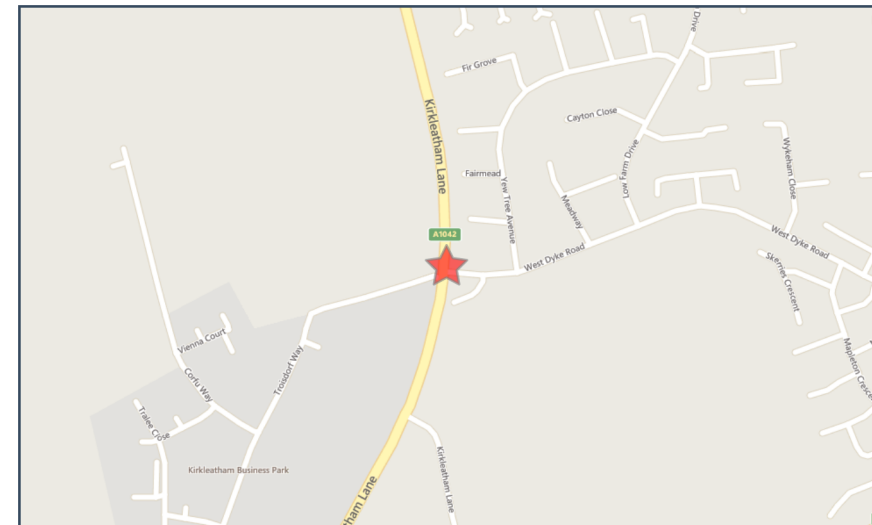 Drive
Fir Grove
Kirkleatham Lane
Cayton Close
Wykeham Close
Low Farm Drive
Fairmead
Yew Tree Avenue
Meadway
A1042
West Dyke Road
West Dyke Road
Skerries Crescent
Vienna Court
Troisdorf Way
Corfu Way
Mapleton Crescen
Tralee Close
Kirkleatham Business Park
Kirkleatham Lane
ham Lane